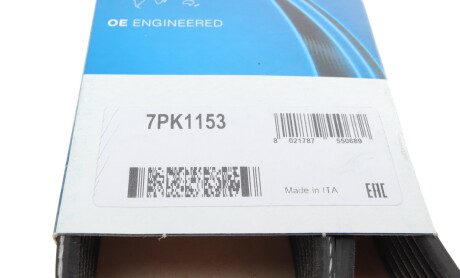 OE ENGINEERED
7PK1153
8 021787 550689
Made in ITA
EAC